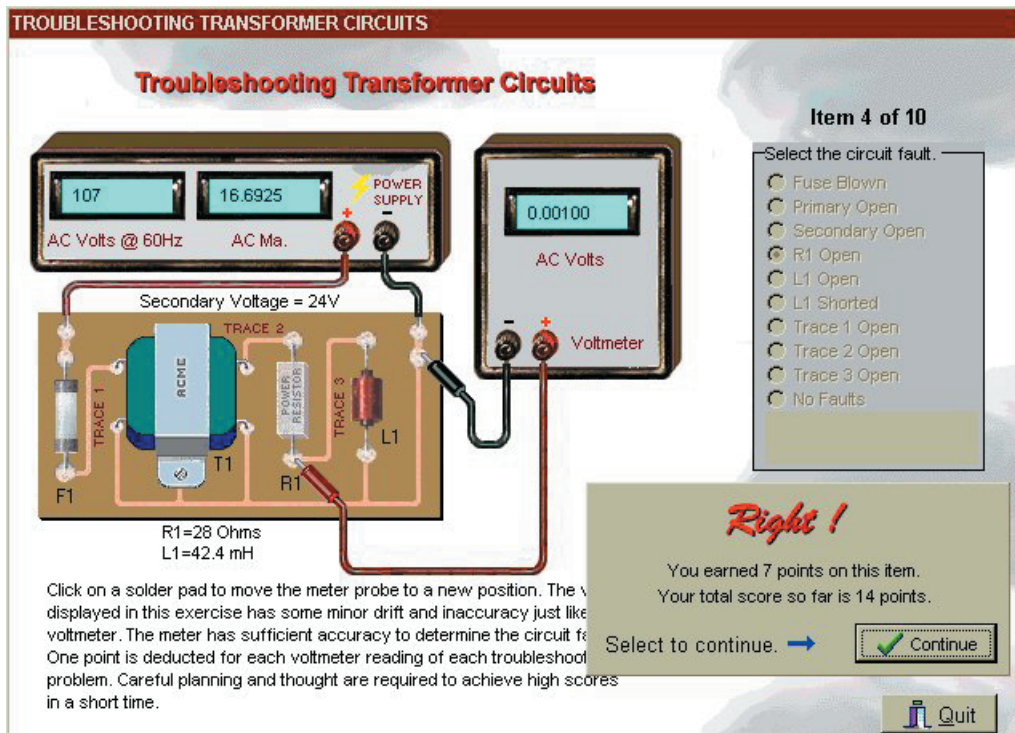 TROUBLESHOOTING TRANSFORMER CIRCUITS
Troubleshooting Transformer Circuits
Item 4 of 10
Select the circuit fault.
Fuse Blown
Primary Open
Secondary Open
R1 Open
L1 Open
L1 Shorted
Trace 1 Open
Trace 2 Open
Trace 3 Open
No Faults
107
16.6925
POWER
SUPPLY
+
-
AC Volts @ 60Hz
AC Ma.
0.00100
AC Volts
-
+
Voltmeter
Secondary Voltage = 24V
TRACE 2
TRACE 1
ACME
POWER
RESISTOR
TRACE 3
L1
T1
F1
R1
R1=28 Ohms
L1=42.4 mH
Click on a solder pad to move the meter probe to a new position. The
displayed in this exercise has some minor drift and inaccuracy just like
voltmeter. The meter has sufficient accuracy to determine the circuit
One point is deducted for each voltmeter reading of each
problem. Careful planning and thought are required to achieve high scores
in a short time.
Right !
You earned 7 points on this item.
Your total score so far is 14 points.
Select to continue.
Continue
Quit